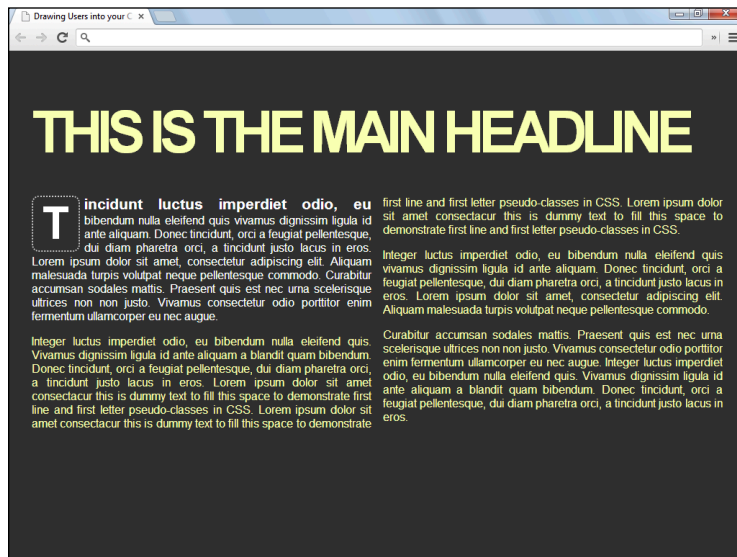 Drawing Users into your C
THIS IS THE MAIN HEADLINE
Tincidunt luctus imperdiet odio, eu
bibendum nulla eleifend quis vivamus dignissim ligula id
ante aliquam. Donec tincidunt, orci a feugiat pellentesque,
dui diam pharetra orci, a tincidunt justo lacus in eros.
Lorem ipsum dolor sit amet, consectetur adipiscing elit. Aliquam
malesuada turpis volutpat neque pellentesque commodo. Curabitur
accumsan sodales mattis. Praesent quis est nec urna scelerisque
ultrices non non justo. Vivamus consectetur odio porttitor enim
fermentum ullamcorper eu nec augue.
Integer luctus imperdiet odio, eu bibendum nulla eleifend quis.
Vivamus dignissim ligula id ante aliquam a blandit quam bibendum.
Donec tincidunt, orci a feugiat pellentesque, dui diam pharetra orci,
a tincidunt justo lacus in eros. Lorem ipsum dolor sit amet
consectacur this is dummy text to fill this space to demonstrate first
line and first letter pseudo-classes in CSS. Lorem ipsum dolor sit
amet consectacur this is dummy text to fill this space to demonstrate
first line and first letter pseudo-classes in CSS. Lorem ipsum dolor
sit amet consectacur this is dummy text to fill this space to
demonstrate first line and first letter pseudo-classes in CSS.
Integer luctus imperdiet odio, eu bibendum nulla eleifend quis
vivamus dignissim ligula id ante aliquam. Donec tincidunt, orci a
feugiat pellentesque, dui diam pharetra orci, a tincidunt justo lacus in
eros. Lorem ipsum dolor sit amet, consectetur adipiscing elit.
Aliquam malesuada turpis volutpat neque pellentesque commodo.
Curabitur accumsan sodales mattis. Praesent quis est nec urna
scelerisque ultrices non non justo. Vivamus consectetur odio porttitor
enim fermentum ullamcorper eu nec augue. Integer luctus imperdiet
odio, eu bibendum nulla eleifend quis. Vivamus dignissim ligula id
ante aliquam a blandit quam bibendum. Donec tincidunt, orci a
feugiat pellentesque, dui diam pharetra orci, a tincidunt justo lacus in
eros.